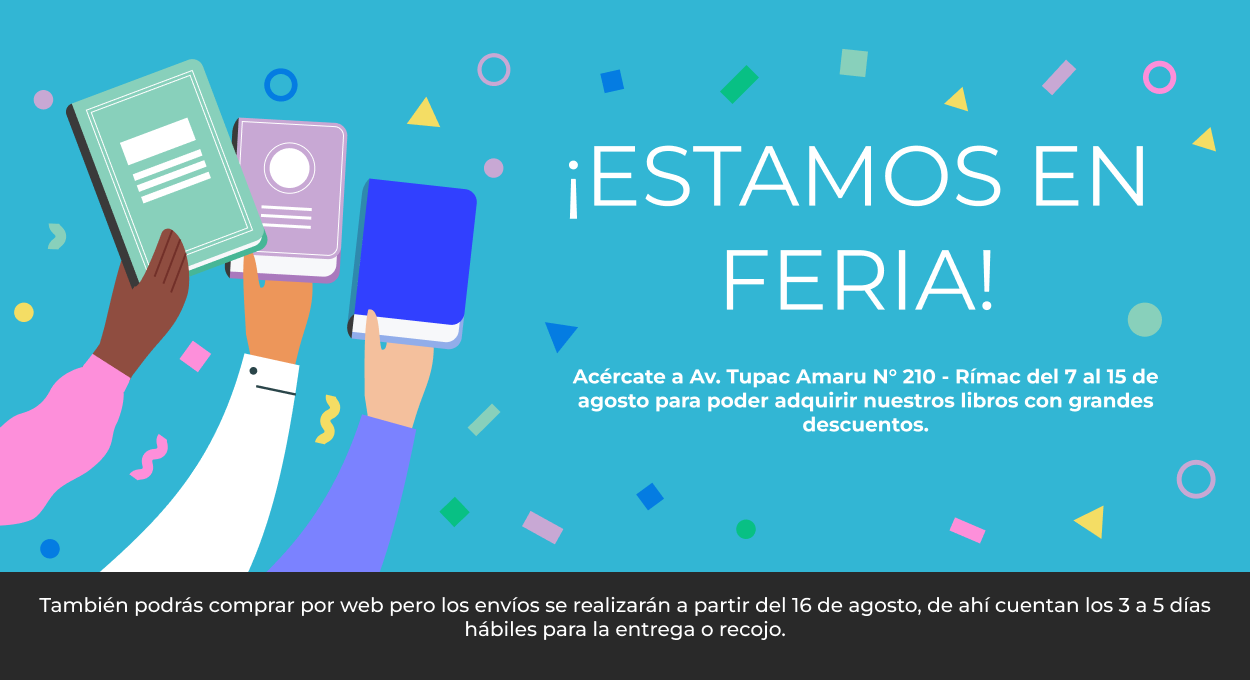 ¡ESTAMOS EN
FERIA!
Acércate a Av. Tupac Amaru N° 210 - Rímac del 7 al 15 de
agosto para poder adquirir nuestros libros con grandes
descuentos.
También podrás comprar por web pero los envíos se realizarán a partir del 16 de agosto, de ahí cuentan los 3 a 5 días
hábiles para la entrega o recojo.